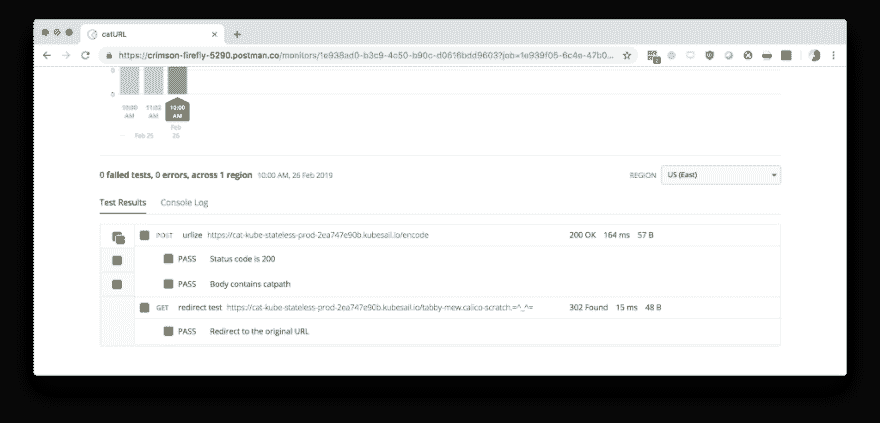 catURL
https://crimson-firefly-5290.postman.co/monitors/1e938ad0-b3c9-4c50-b90c-d0616bdd9603?job=1e939f05-6c4e-47b0...
0
0
10:00 AM 11:02 AM 10:00 AM
Feb 25 Feb 26
0 failed tests, 0 errors, across 1 region 10:00 AM, 26 Feb 2019 REGION US (East)
Test Results Console Log
POST urlize https://cat-kube-stateless-prod-2ea747e90b.kubesail.io/encode 200 OK 164 ms 57 B
PASS Status code is 200
PASS Body contains catpath
GET redirect test https://cat-kube-stateless-prod-2ea747e90b.kubesail.io/tabby-mew.calico-scratch.=^_^= 302 Found 15 ms 48 B
PASS Redirect to the original URL